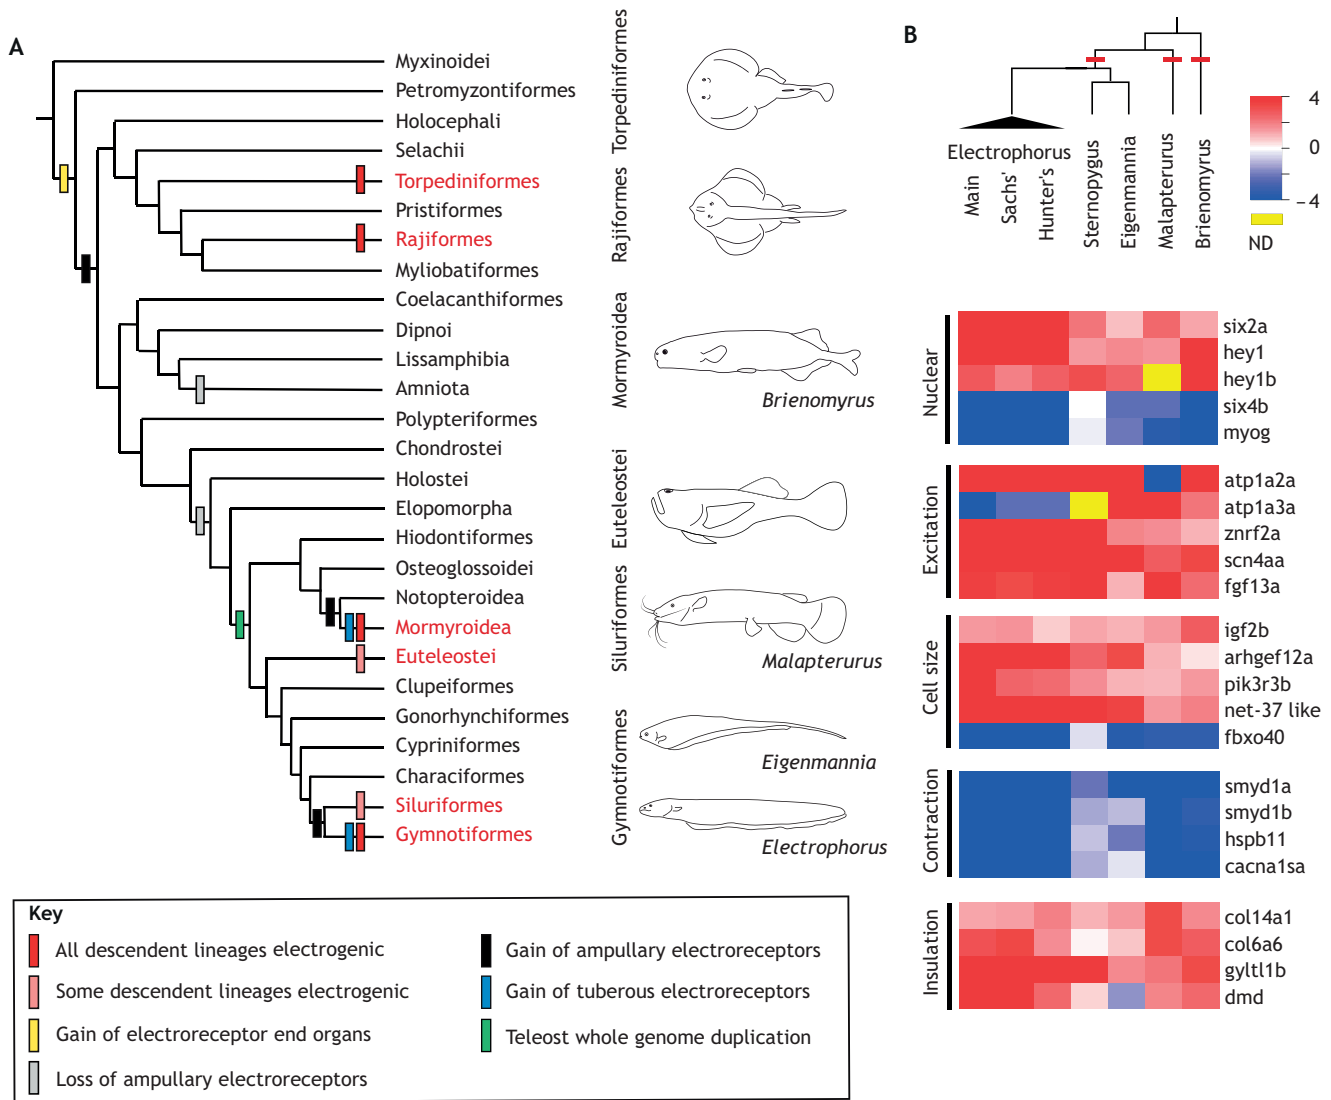 A
Myxinoidei
Petromyzontiformes
Holocephali
Selachii
Torpediniformes
Pristiformes
Rajiformes
Myliobatiformes
Coelacanthiformes
Dipnoi
Lissamphibia
Amniota
Polypteriformes
Chondrostei
Holostei
Elopomorpha
Hiodontiformes
Osteoglossoidei
Notopteroidea
Mormyroidea
Euteleostei
Clupeiformes
Gonorhynchiformes
Cypriniformes
Characiformes
Siluriformes
Gymnotiformes
Torpediniformes
Rajiformes
Mormyroidea
Brienomyrus
Euteleostei
Siluriformes
Malapterurus
Gymnotiformes
Eigenmannia
Electrophorus
Key
All descendent lineages electrogenic
Some descendent lineages electrogenic
Gain of electroreceptor end organs
Loss of ampullary electroreceptors
Gain of ampullary electroreceptors
Gain of tuberous electroreceptors
Teleost whole genome duplication
B
Electrophorus
Main
Sachs'
Hunter's
Sternopygus
Eigenmannia
Malapterurus
Brienomyrus
4
0
−4
ND
Nuclear
six2a
hey1
hey1b
six4b
myog
Excitation
atp1a2a
atp1a3a
znrf2a
scn4aa
fgf13a
Cell size
igf2b
arhgef12a
pik3r3b
net-37 like
fbxo40
Contraction
smyd1a
smyd1b
hspb11
cacna1sa
Insulation
col14a1
col6a6
gyltl1b
dmd